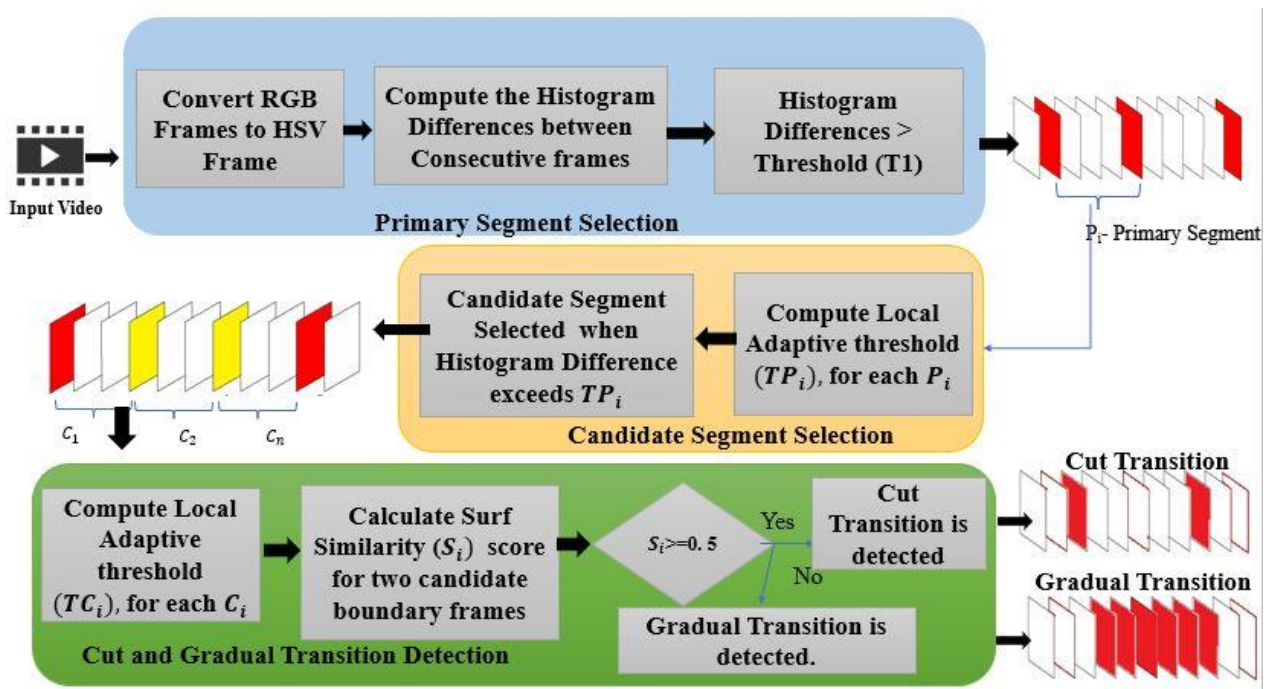 Convert RGB
Frames to HSV
Frame
Compute the Histogram
Differences between
Consecutive frames
Histogram
Differences >
Threshold (T1)
Input Video
Primary Segment Selection
Pᵢ- Primary Segment
Candidate Segment
Selected when
Histogram Difference
exceeds TPᵢ
Compute Local
Adaptive threshold
(TPᵢ), for each Pᵢ
Candidate Segment Selection
C₁
C₂
Cₙ
Compute Local
Adaptive
threshold
(TCᵢ), for each Cᵢ
Calculate Surf
Similarity (Sᵢ) score
for two candidate
boundary frames
Sᵢ>=0. 5
Yes
No
Cut
Transition is
detected
Gradual Transition is
detected.
Cut and Gradual Transition Detection
Cut Transition
Gradual Transition